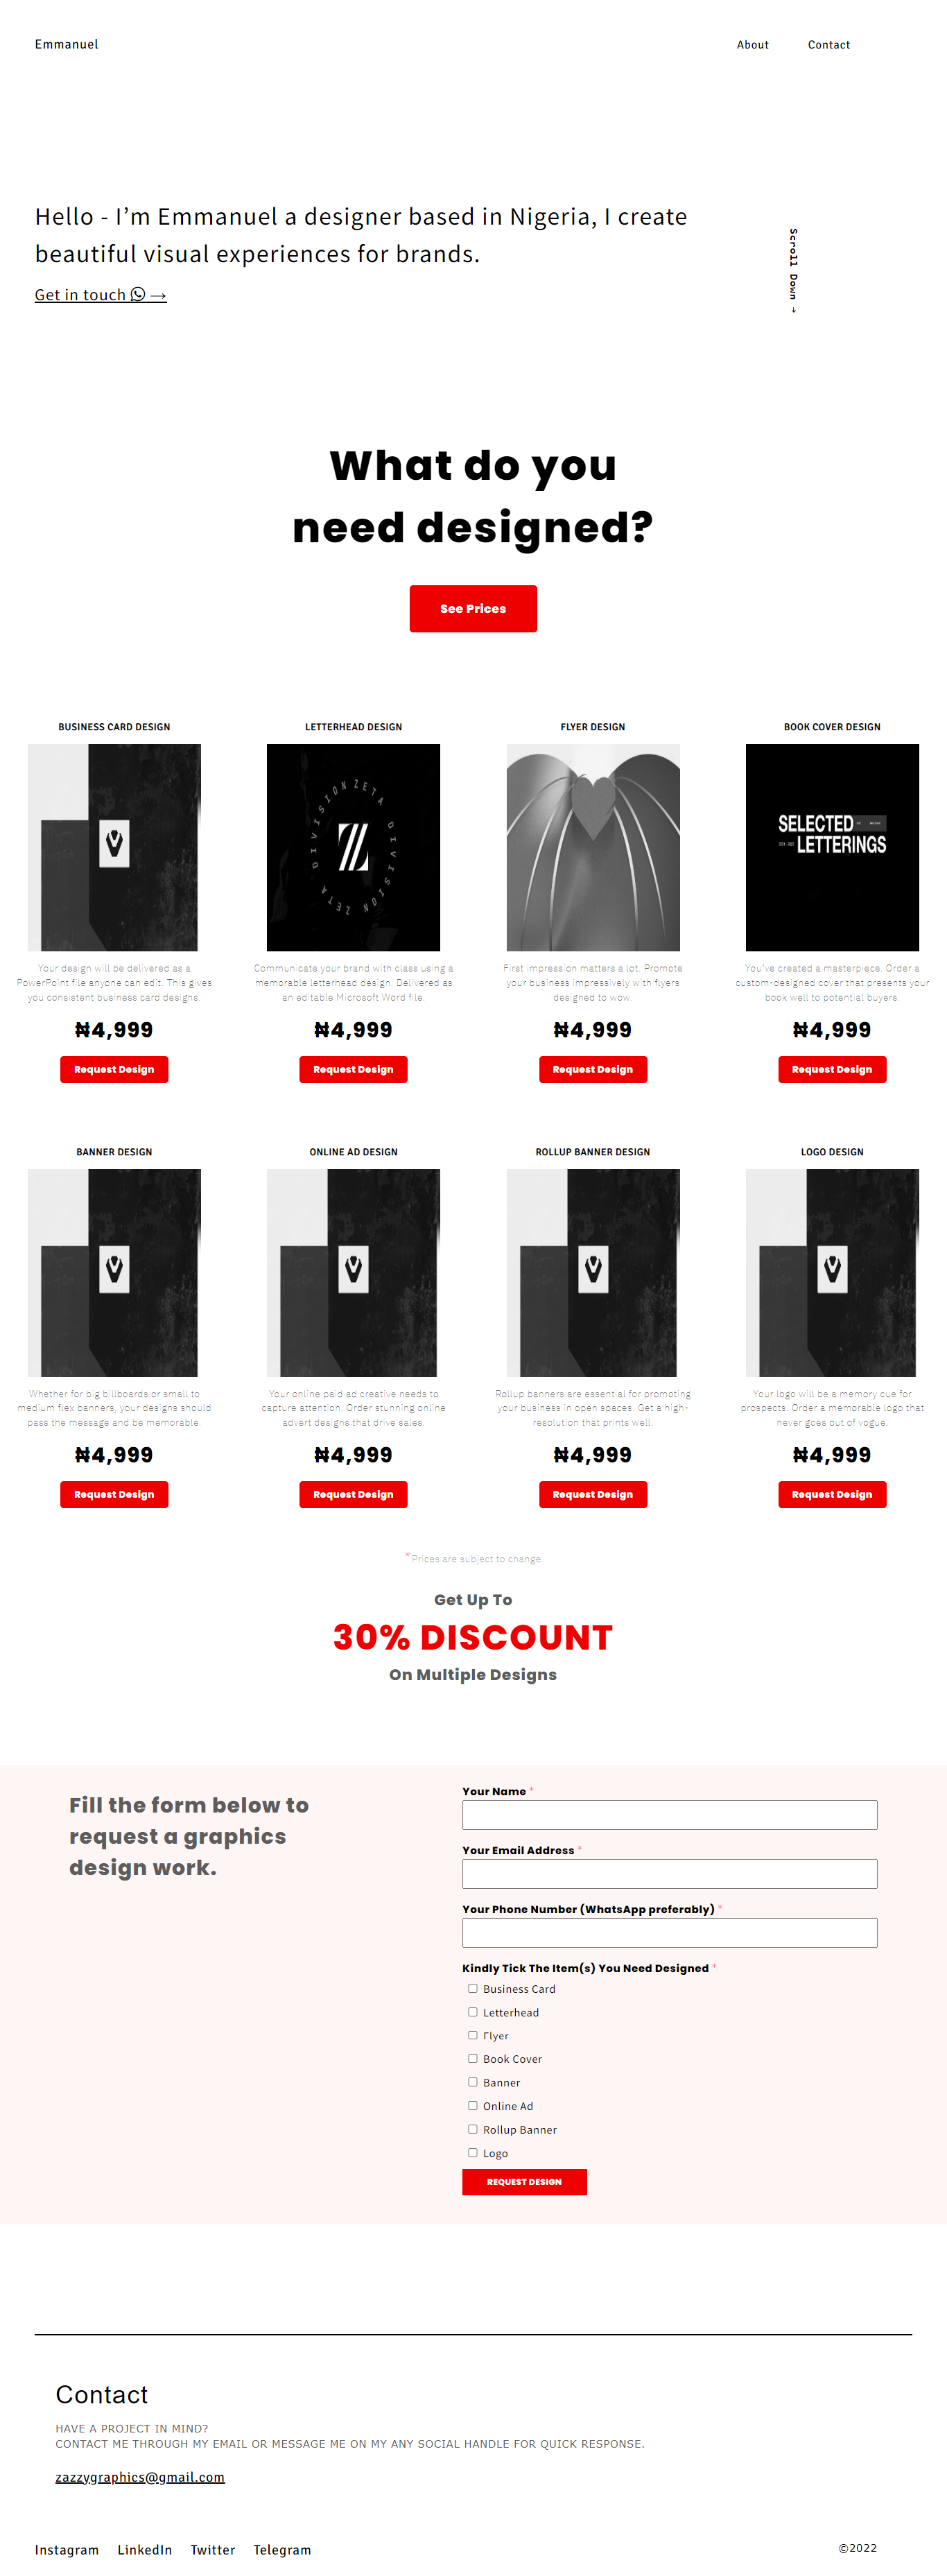 Emmanuel
About
Contact
Hello - I’m Emmanuel a designer based in Nigeria, I create
beautiful visual experiences for brands.
Get in touch →
Scroll Down →
What do you
need designed?
See Prices
BUSINESS CARD DESIGN
LETTERHEAD DESIGN
FLYER DESIGN
BOOK COVER DESIGN
ZETA DIVISION ZETA DIVISION
SELECTED
LETTERINGS
Your design will be delivered as a
PowerPoint file anyone can edit. This gives
you consistent business card designs.
Communicate your brand with class using a
memorable letterhead design. Delivered as
an editable Microsoft Word file.
First impression matters a lot. Promote
your business impressively with flyers
designed to wow.
You've created a masterpiece. Order a
custom-designed cover that presents your
book well to potential buyers.
₦4,999
₦4,999
₦4,999
₦4,999
Request Design
Request Design
Request Design
Request Design
BANNER DESIGN
ONLINE AD DESIGN
ROLLUP BANNER DESIGN
LOGO DESIGN
Whether for big billboards or small to
medium flex banners, your designs should
pass the message and be memorable.
Your online paid ad creative needs to
capture attention. Order stunning online
advert designs that drive sales.
Rollup banners are essential for promoting
your business in open spaces. Get a high-
resolution that prints well.
Your logo will be a memory cue for
prospects. Order a memorable logo that
never goes out of vogue.
₦4,999
₦4,999
₦4,999
₦4,999
Request Design
Request Design
Request Design
Request Design
*Prices are subject to change.
Get Up To
30% DISCOUNT
On Multiple Designs
Fill the form below to
request a graphics
design work.
Your Name *
Your Email Address *
Your Phone Number (WhatsApp preferably) *
Kindly Tick The Item(s) You Need Designed *
Business Card
Letterhead
Flyer
Book Cover
Banner
Online Ad
Rollup Banner
Logo
REQUEST DESIGN
Contact
HAVE A PROJECT IN MIND?
CONTACT ME THROUGH MY EMAIL OR MESSAGE ME ON MY ANY SOCIAL HANDLE FOR QUICK RESPONSE.
zazzygraphics@gmail.com
Instagram
LinkedIn
Twitter
Telegram
©2022